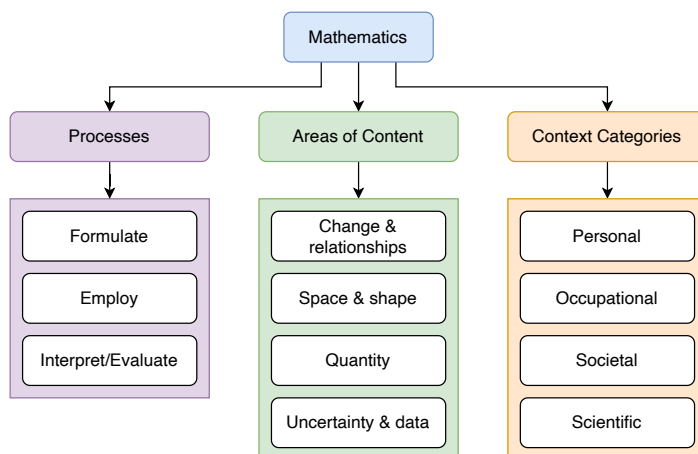 Mathematics
Processes
Areas of Content
Context Categories
Formulate
Employ
Interpret/Evaluate
Change &
relationships
Space & shape
Quantity
Uncertainty & data
Personal
Occupational
Societal
Scientific